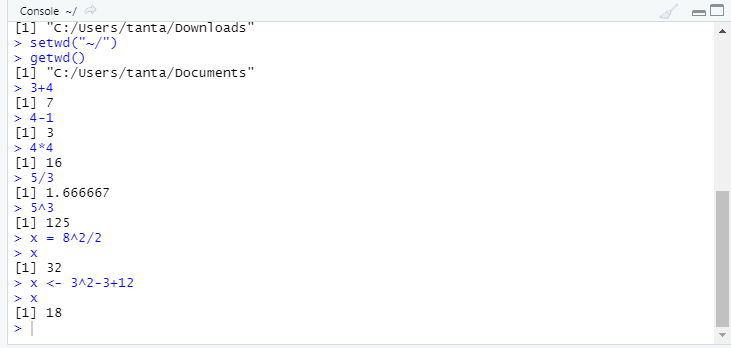 Console ~/
[1] "C:/Users/tanta/Downloads"
> setwd("~/")
> getwd()
[1] "C:/Users/tanta/Documents"
> 3+4
[1] 7
> 4-1
[1] 3
> 4*4
[1] 16
> 5/3
[1] 1.666667
> 5^3
[1] 125
> x = 8^2/2
> x
[1] 32
> x <- 3^2-3+12
> x
[1] 18
>